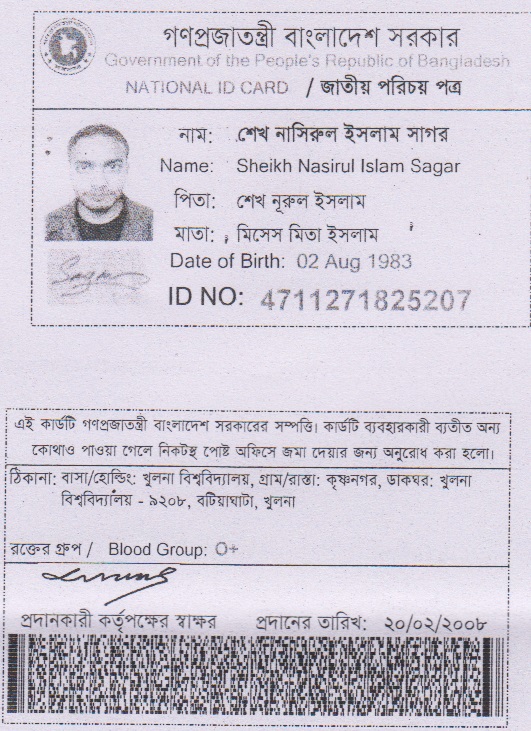 গণপ্রজাতন্ত্রী বাংলাদেশ সরকার
Government of the People's Republic of Bangladesh
NATIONAL ID CARD / জাতীয় পরিচয় পত্র
নাম: শেখ নাসিরুল ইসলাম সাগর
Name: Sheikh Nasirul Islam Sagar
পিতা: শেখ নূরুল ইসলাম
মাতা: মিসেস মিতা ইসলাম
Date of Birth: 02 Aug 1983
Sagar
ID NO: 4711271825207
এই কার্ডটি গণপ্রজাতন্ত্রী বাংলাদেশ সরকারের সম্পত্তি। কার্ডটি ব্যবহারকারী ব্যতীত অন্য
কোথাও পাওয়া গেলে নিকটস্থ পোষ্ট অফিসে জমা দেয়ার জন্য অনুরোধ করা হলো।
ঠিকানা: বাসা/হোল্ডিং: খুলনা বিশ্ববিদ্যালয়, গ্রাম/রাস্তা: কৃষ্ণনগর, ডাকঘর: খুলনা
বিশ্ববিদ্যালয় - ৯২০৮, বটিয়াঘাটা, খুলনা
রক্তের গ্রুপ / Blood Group: O+
প্রদানকারী কর্তৃপক্ষের স্বাক্ষর প্রদানের তারিখ: ২০/০২/২০০৮